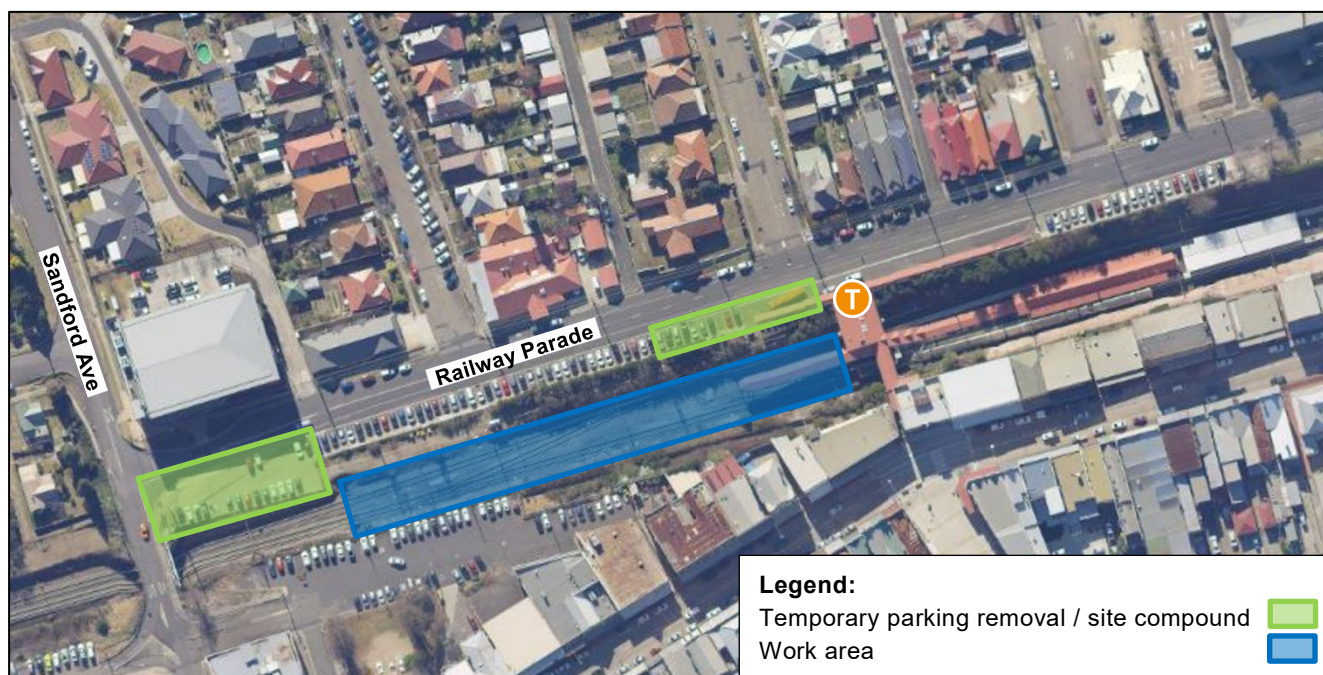 Sandford Ave
Railway Parade
T
Legend:
Temporary parking removal / site compound
Work area